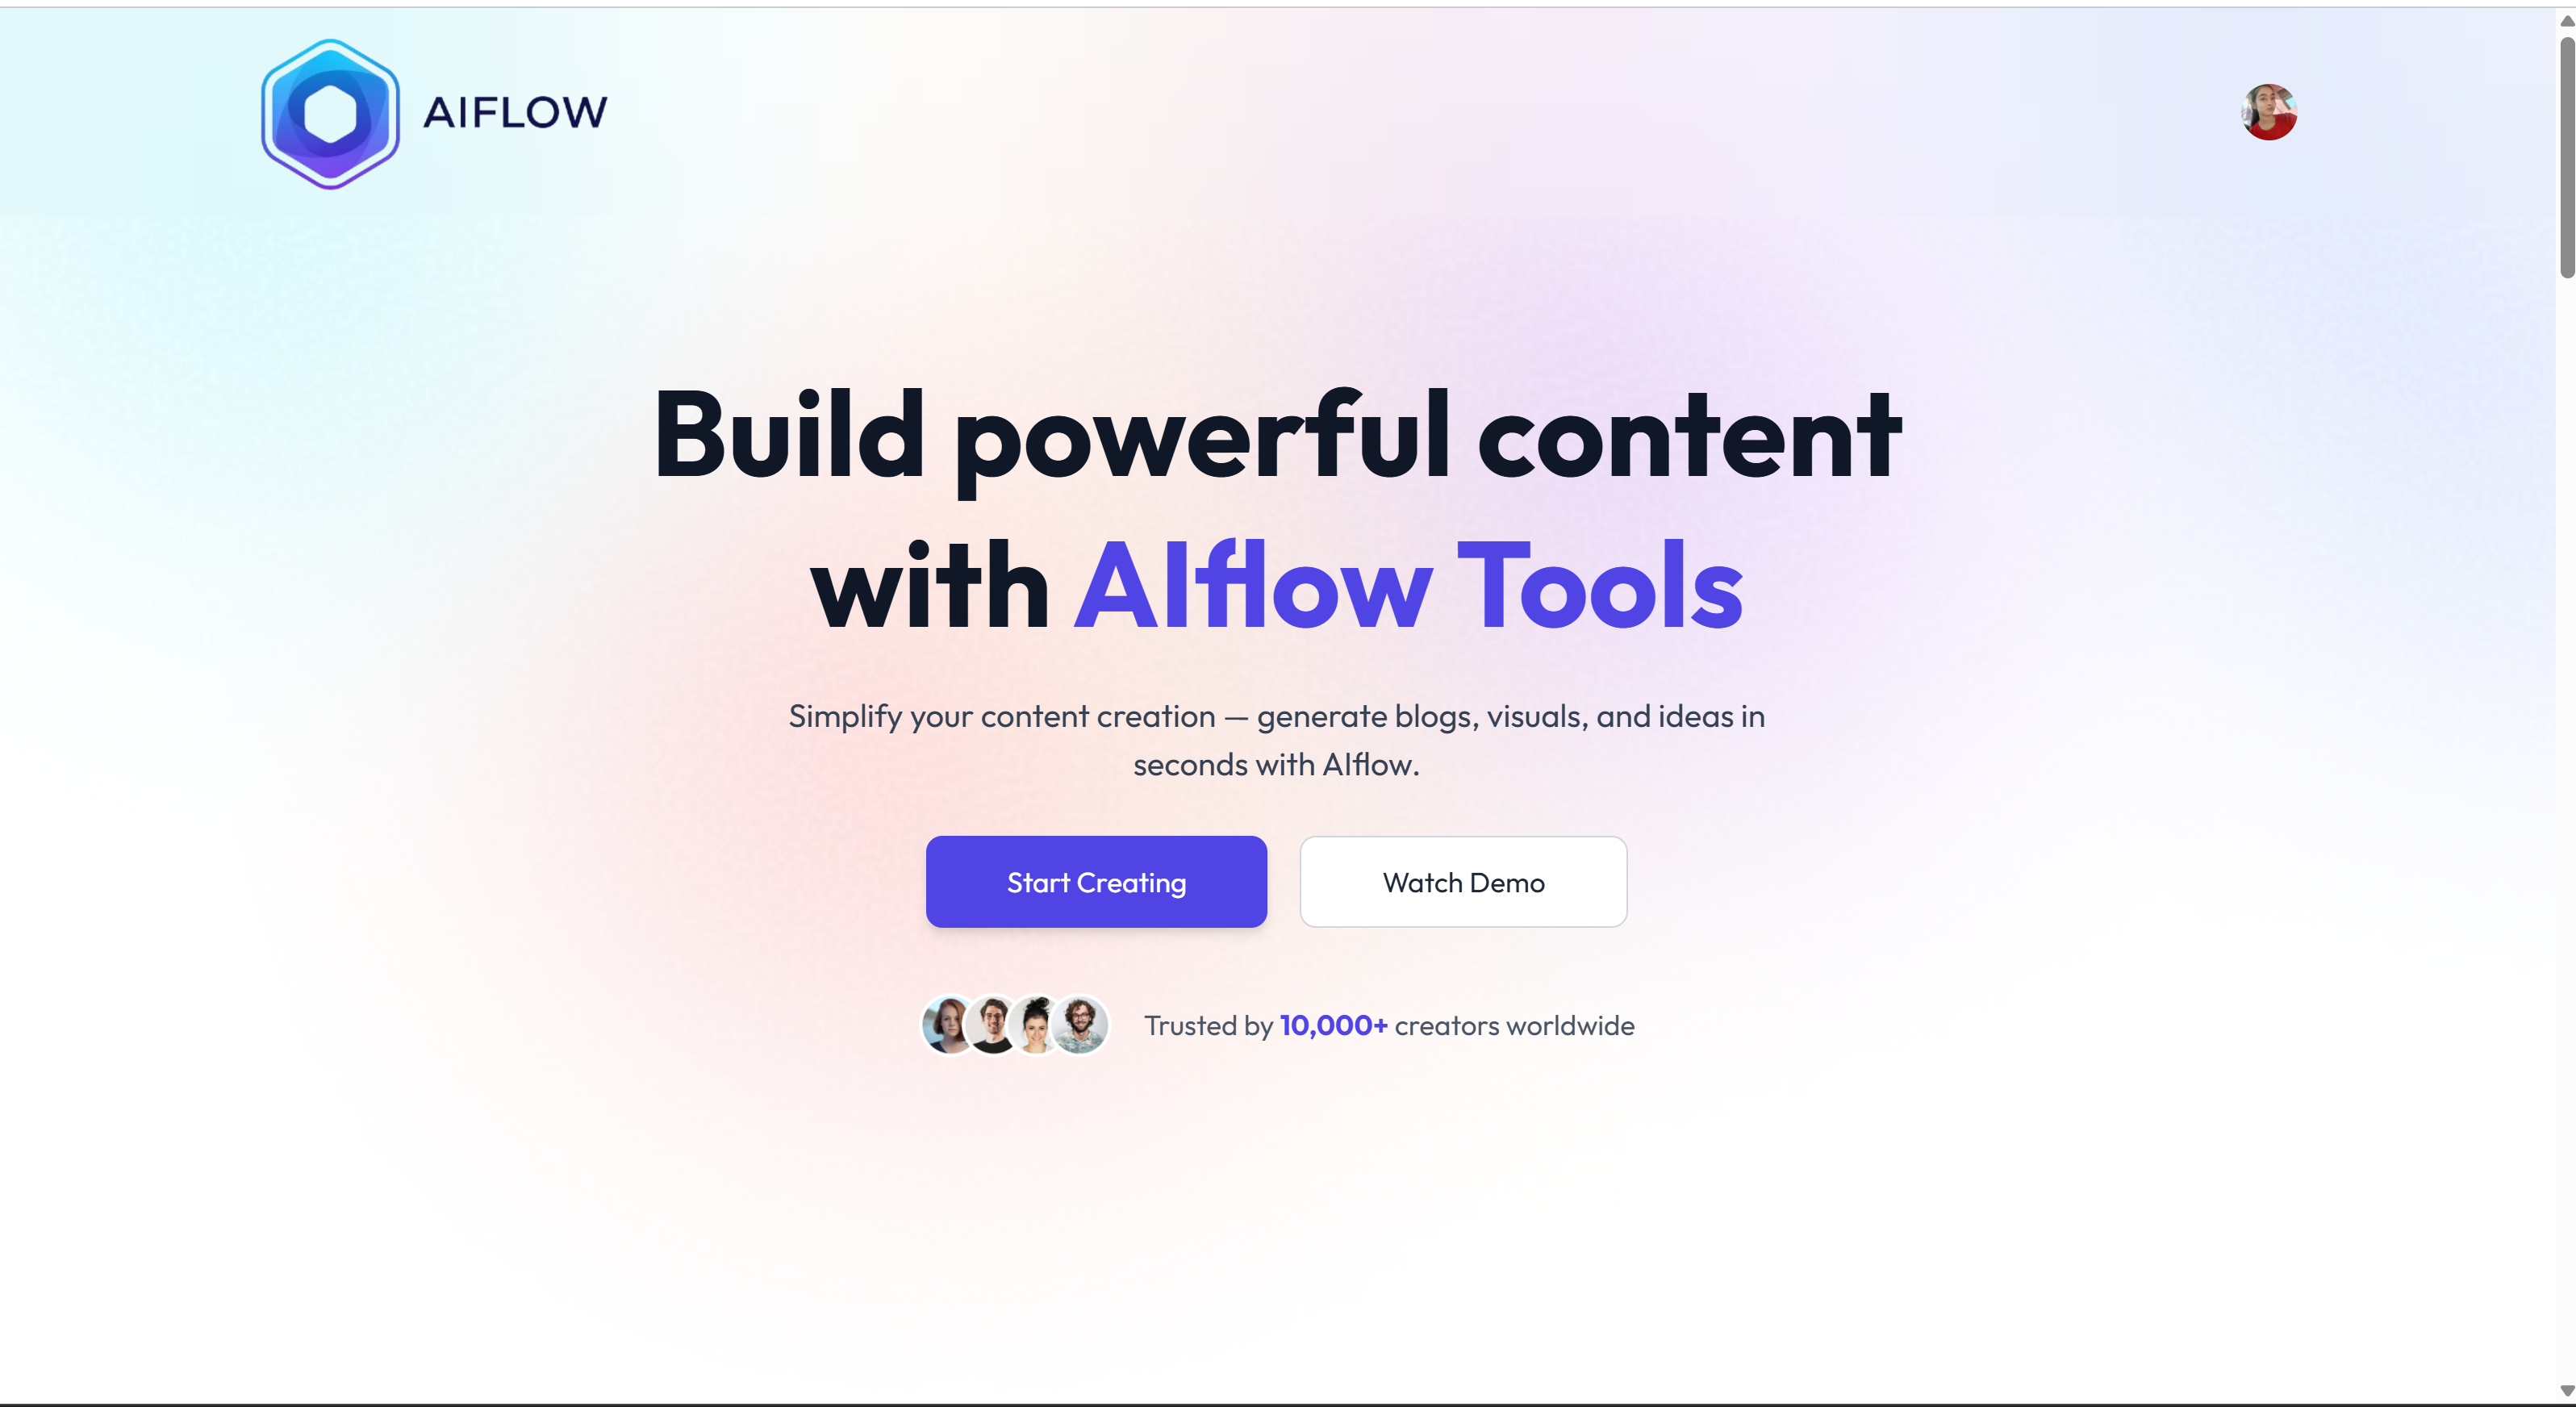 AIFLOW
Build powerful content
with AIflow Tools
Simplify your content creation — generate blogs, visuals, and ideas in
seconds with AIflow.
Start Creating
Watch Demo
Trusted by 10,000+ creators worldwide